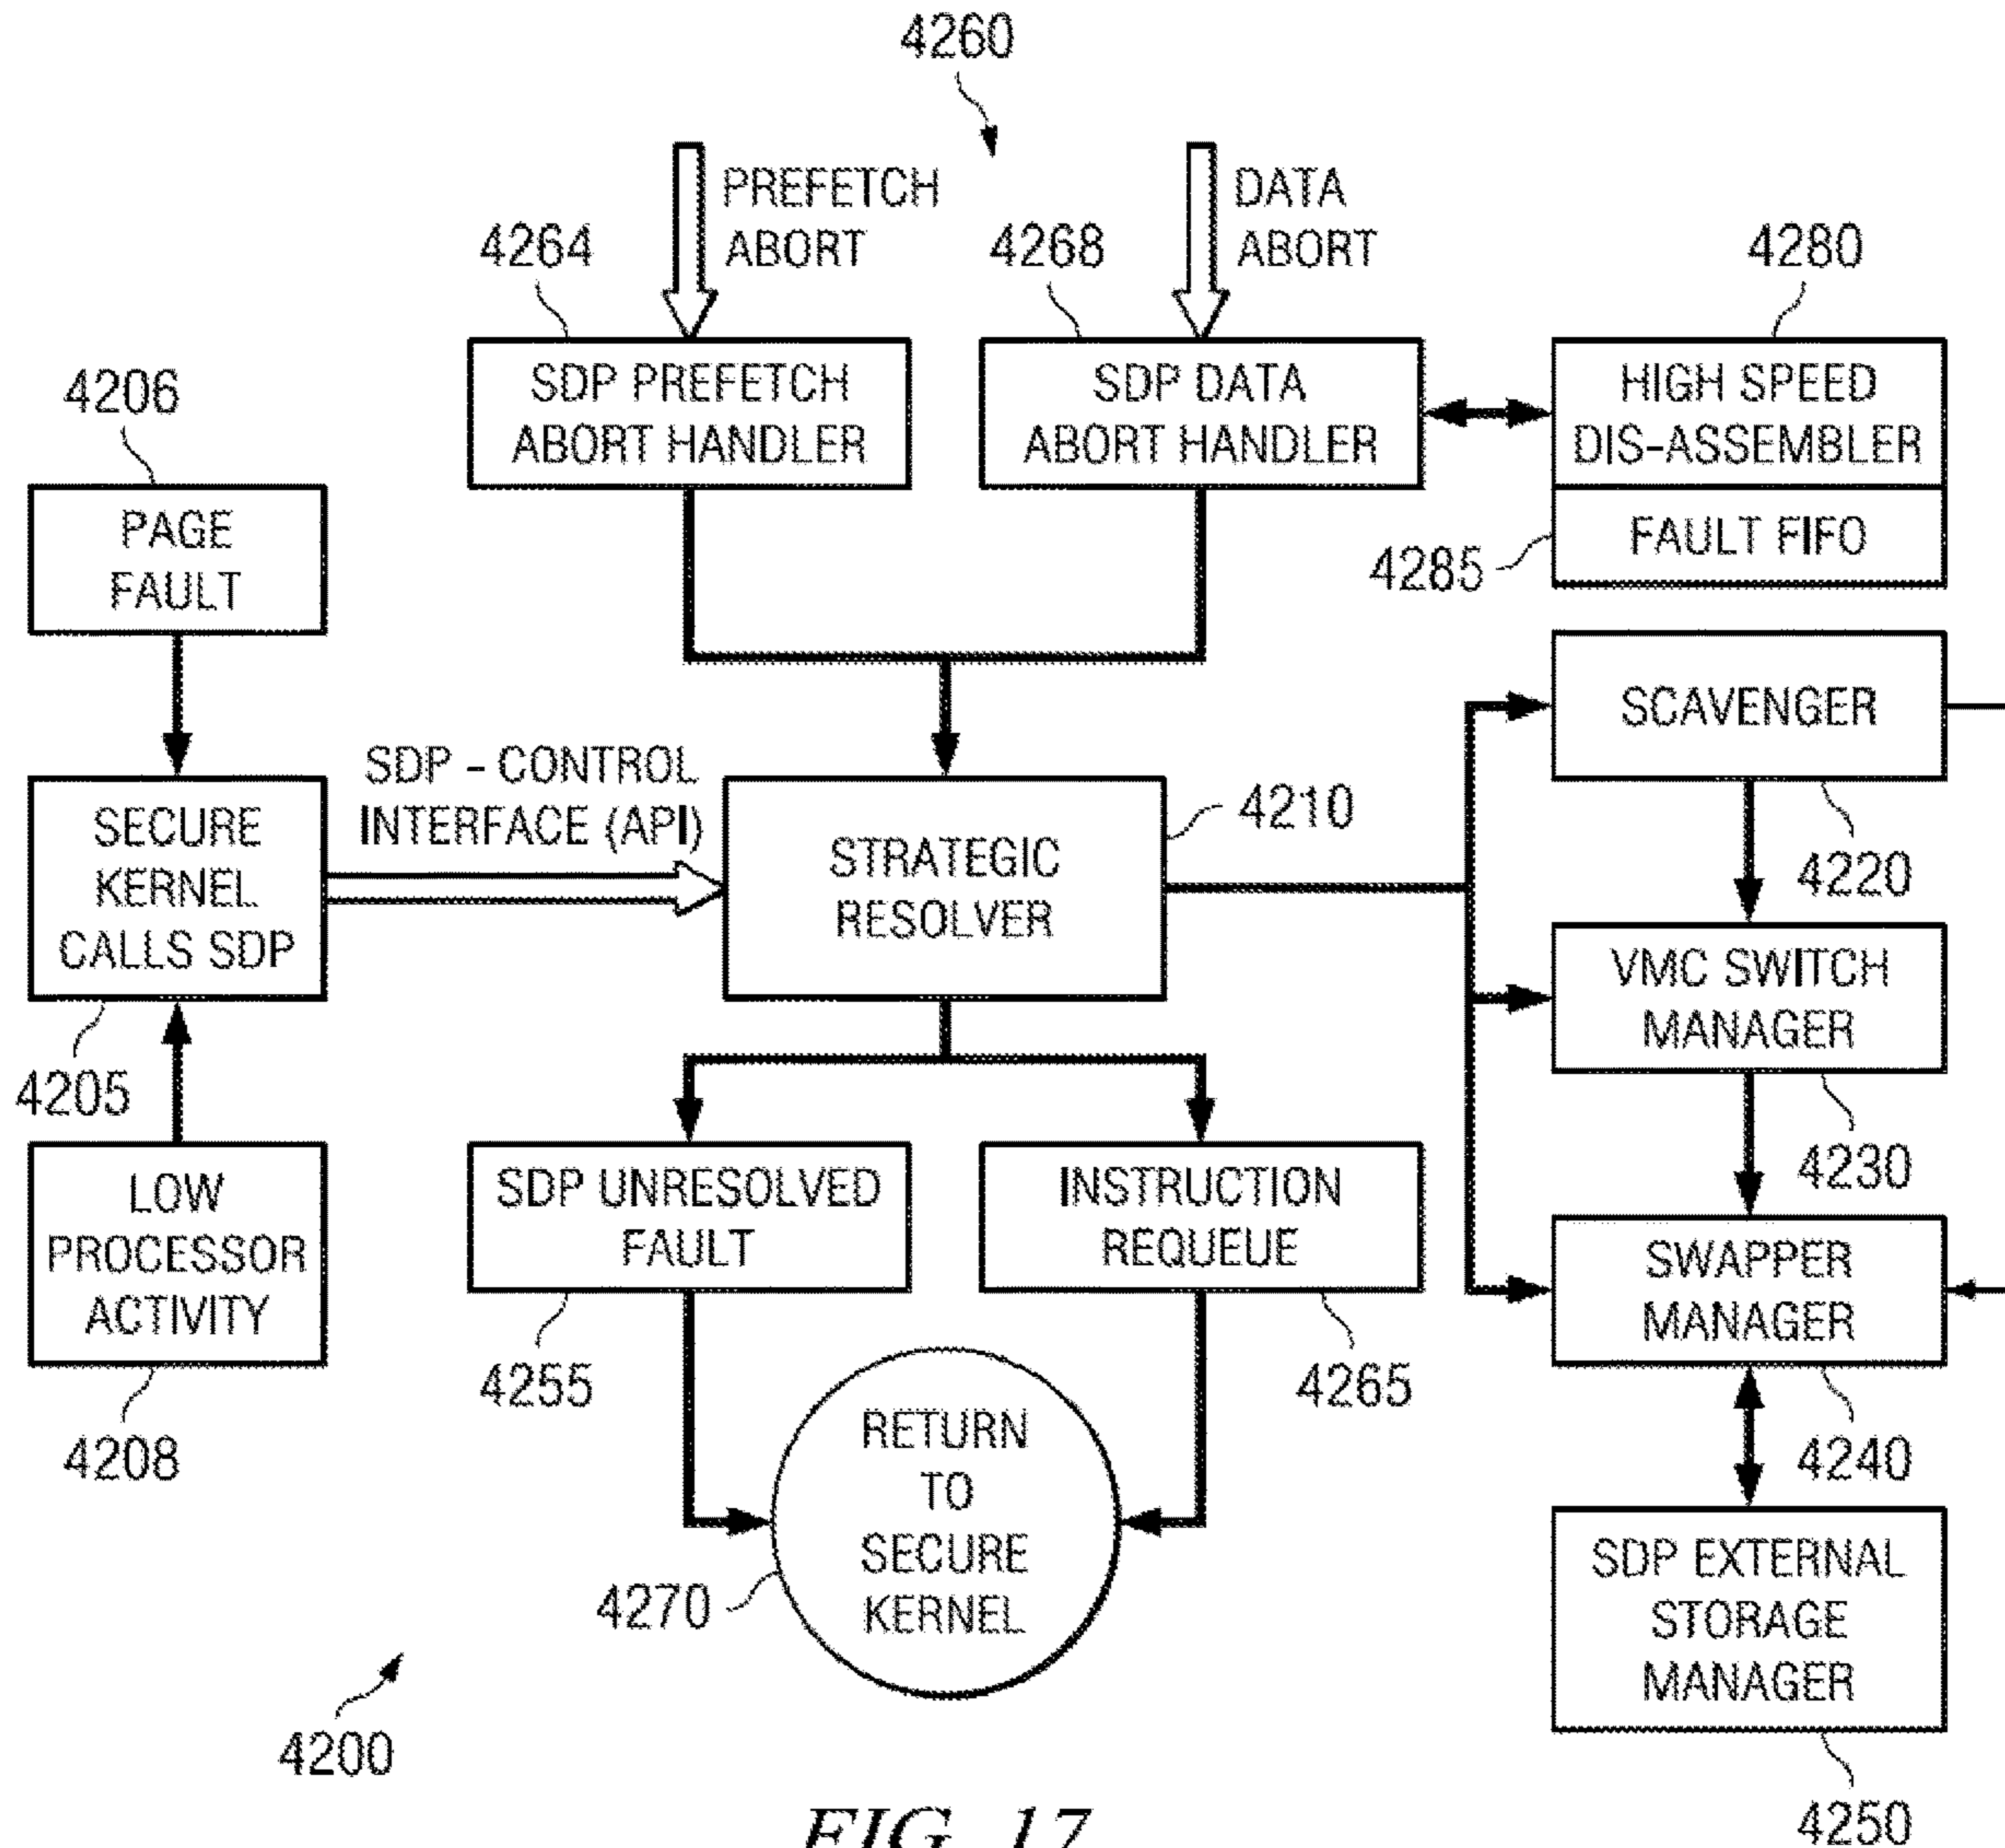 4260
PREFETCH
ABORT
DATA
ABORT
4264
4268
4280
SDP PREFETCH
ABORT HANDLER
SDP DATA
ABORT HANDLER
HIGH SPEED
DIS-ASSEMBLER
FAULT FIFO
4285
4206
PAGE
FAULT
SECURE
KERNEL
CALLS SDP
4205
SDP - CONTROL
INTERFACE (API)
STRATEGIC
RESOLVER
4210
SCAVENGER
4220
VMC SWITCH
MANAGER
4230
LOW
PROCESSOR
ACTIVITY
4208
SDP UNRESOLVED
FAULT
4255
INSTRUCTION
REQUEUE
4265
SWAPPER
MANAGER
4240
RETURN
TO
SECURE
KERNEL
4270
SDP EXTERNAL
STORAGE
MANAGER
4250
4200
FIG. 17